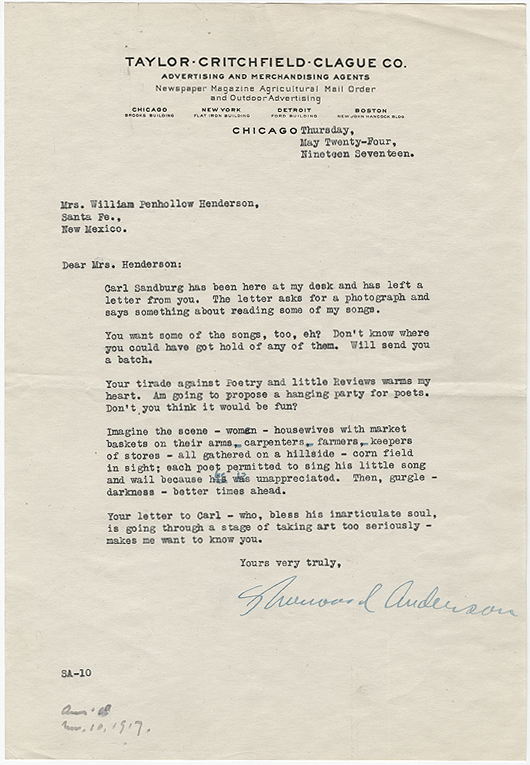 TAYLOR·CRITCHFIELD·CLAGUE CO.
ADVERTISING AND MERCHANDISING AGENTS
Newspaper Magazine Agricultural Mail Order
and Outdoor Advertising
CHICAGO NEW YORK DETROIT BOSTON
BROOKS BUILDING FLAT IRON BUILDING FORD BUILDING NEW JOHN HANCOCK BLDG
CHICAGO Thursday,
May Twenty-Four,
Nineteen Seventeen.
Mrs. William Penhollow Henderson,
Santa Fe.,
New Mexico.
Dear Mrs. Henderson:
Carl Sandburg has been here at my desk and has left a
letter from you. The letter asks for a photograph and
says something about reading some of my songs.
You want some of the songs, too, eh? Don't know where
you could have got hold of any of them. Will send you
a batch.
Your tirade against Poetry and little Reviews warms my
heart. Am going to propose a hanging party for poets.
Don't you think it would be fun?
Imagine the scene - women - housewives with market
baskets on their arms, carpenters, farmers, keepers
of stores - all gathered on a hillside - corn field
in sight; each poet permitted to sing his little song
and wail because he is unappreciated. Then, gurgle -
darkness - better times ahead.
Your letter to Carl - who, bless his inarticulate soul,
is going through a stage of taking art too seriously -
makes me want to know you.
Yours very truly,
Sherwood Anderson
SA-10
Ans'd
Nov. 10, 1917.